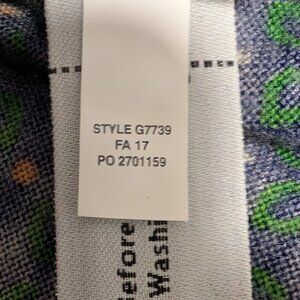 STYLE G7739
FA 17
PO 2701159
efore
Washi